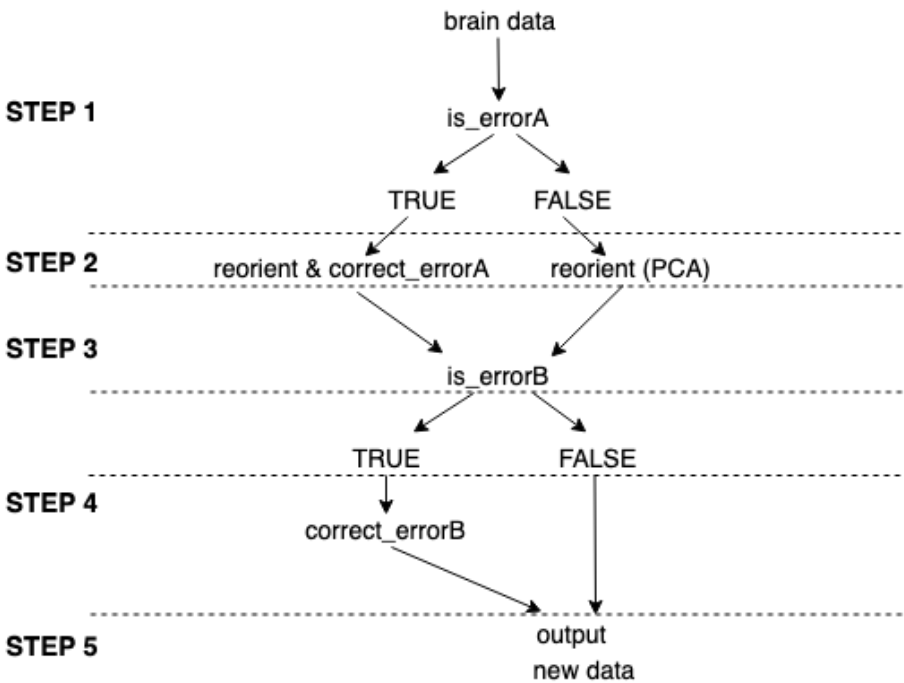 brain data
STEP 1
is_errorA
TRUE FALSE
STEP 2
reorient & correct_errorA reorient (PCA)
STEP 3
is_errorB
TRUE FALSE
STEP 4
correct_errorB
output
STEP 5
new data